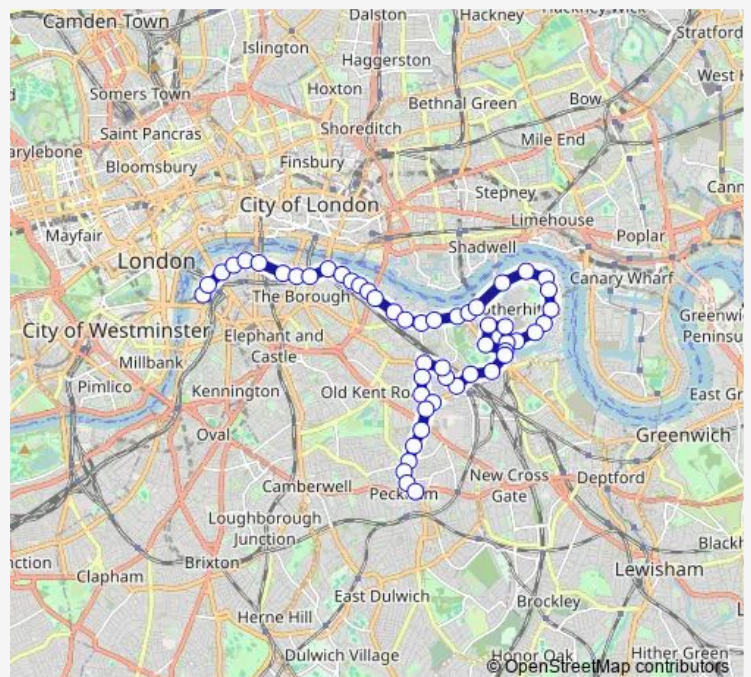 Camden Town
Dalston
Hackney
Stratford
Islington
Haggerston
West H
Somers Town
Hoxton
Bethnal Green
Bow
Saint Pancras
Shoreditch
Mile End
arylebone
Bloomsbury
Finsbury
Stepney
Cann
City of London
Limehouse
Mayfair
Poplar
Shadwell
London
Canary Wharf
The Borough
otherhit
Greenwi
City of Westminster
Elephant and
Castle
Peninsu
Millbank
Pimlico
Kennington
Old Kent Ro
East Gr
Oval
Greenwich
New Cross
Gate
Deptford
Camberwell
Peckham
Loughborough
Junction
Blackh
nction
Brixton
Clapham
Lewisham
East Dulwich
Brockley
Herne Hill
L
Dulwich Village
Honor Oak
Hither Green
© OpenStreetMap contributors